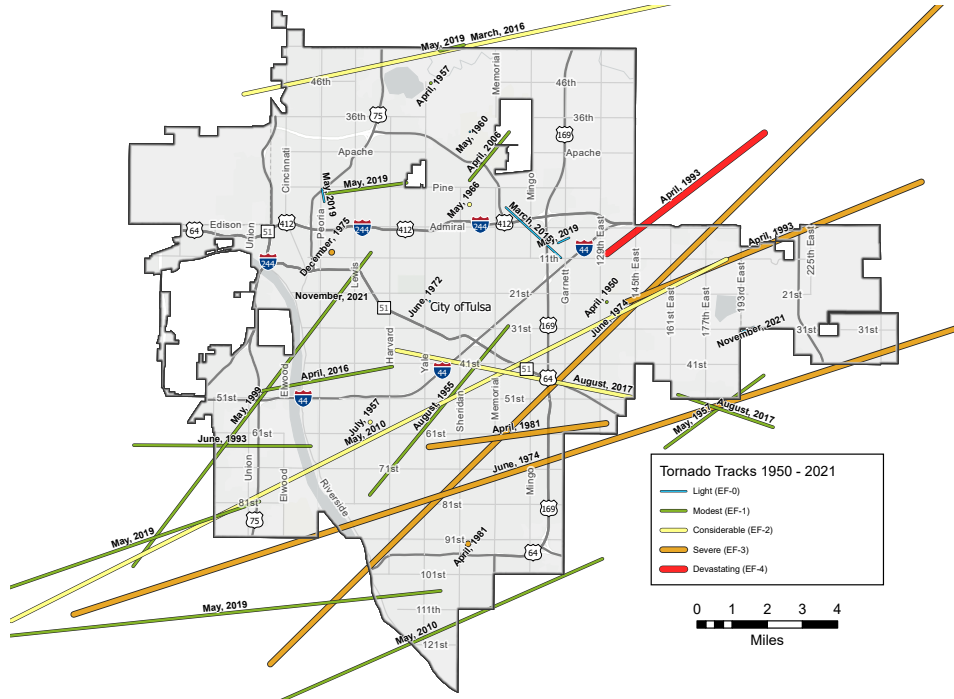 May, 2019
March, 2016
46th
April, 1957
Memorial
75
36th
May, 1960
36th
169
April, 2006
Apache
Apache
Cincinnati
May, 2019
May, 2019
Pine
Mingo
April, 1993
Peoria
May, 1966
March, 2015
64
Edison
Union
51
412
244
412
Admiral
244
412
May, 2019
44
129th East
April, 1993
December, 1975
11th
145th East
225th East
244
Lewis
Garnett
193rd East
November, 2021
June, 1972
City of Tulsa
21st
April, 1950
161st East
177th East
21st
51
31st
169
June, 1974
November, 2021
31st
31st
Harvard
Yale
41st
41st
Elwood
April, 2016
44
51
64
August, 2017
51st
44
51st
51st
May, 1999
August, 1955
Sheridan
Memorial
May, 1957
August, 2017
July, 1957
May, 2010
April, 1981
June, 1993
61st
61st
61st
June, 1974
Union
Elwood
71st
Mingo
Riverside
81st
81st
75
169
May, 2019
91st
April, 1981
64
101st
May, 2019
111th
May, 2010
121st
Tornado Tracks 1950 - 2021
Light (EF-0)
Modest (EF-1)
Considerable (EF-2)
Severe (EF-3)
Devastating (EF-4)
0 1 2 3 4
Miles